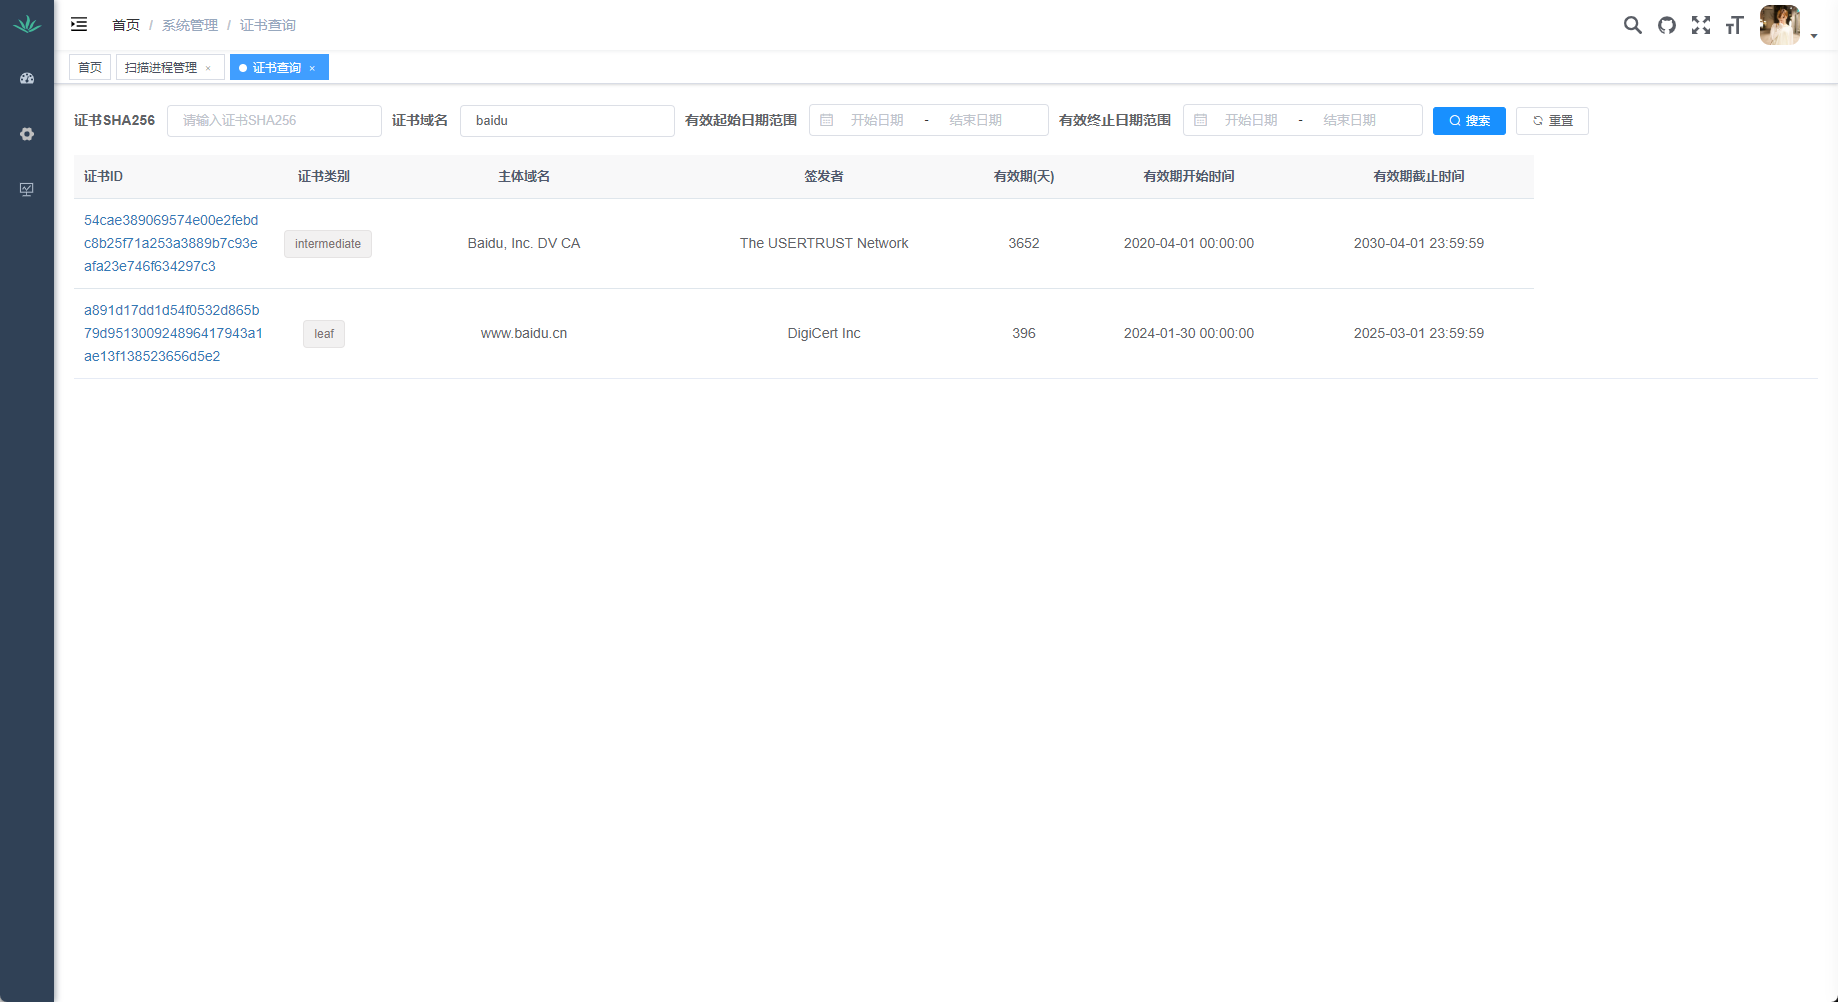 首页 / 系统管理 / 证书查询
首页 扫描进程管理 × 证书查询 ×
证书SHA256 请输入证书SHA256 证书域名 baidu 有效起始日期范围 开始日期 - 结束日期 有效终止日期范围 开始日期 - 结束日期 搜索 重置
证书ID 证书类别 主体域名 签发者 有效期(天) 有效期开始时间 有效期截止时间
54cae389069574e00e2febd
c8b25f71a253a3889b7c93e
afa23e746f634297c3
intermediate Baidu, Inc. DV CA The USERTRUST Network 3652 2020-04-01 00:00:00 2030-04-01 23:59:59
a891d17dd1d54f0532d865b
79d951300924896417943a1
ae13f138523656d5e2
leaf www.baidu.cn DigiCert Inc 396 2024-01-30 00:00:00 2025-03-01 23:59:59